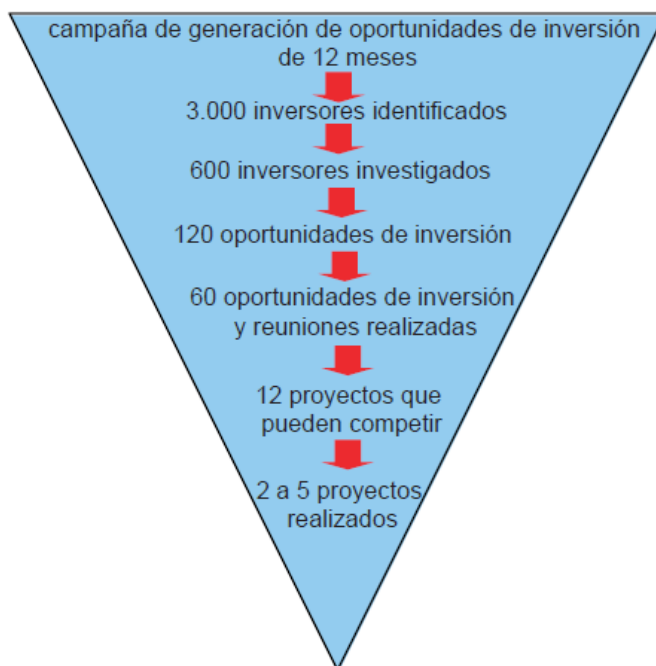 campaña de generación de oportunidades de inversión
de 12 meses
3.000 inversores identificados
600 inversores investigados
120 oportunidades de inversión
60 oportunidades de inversión
y reuniones realizadas
12 proyectos que
pueden competir
2 a 5 proyectos
realizados